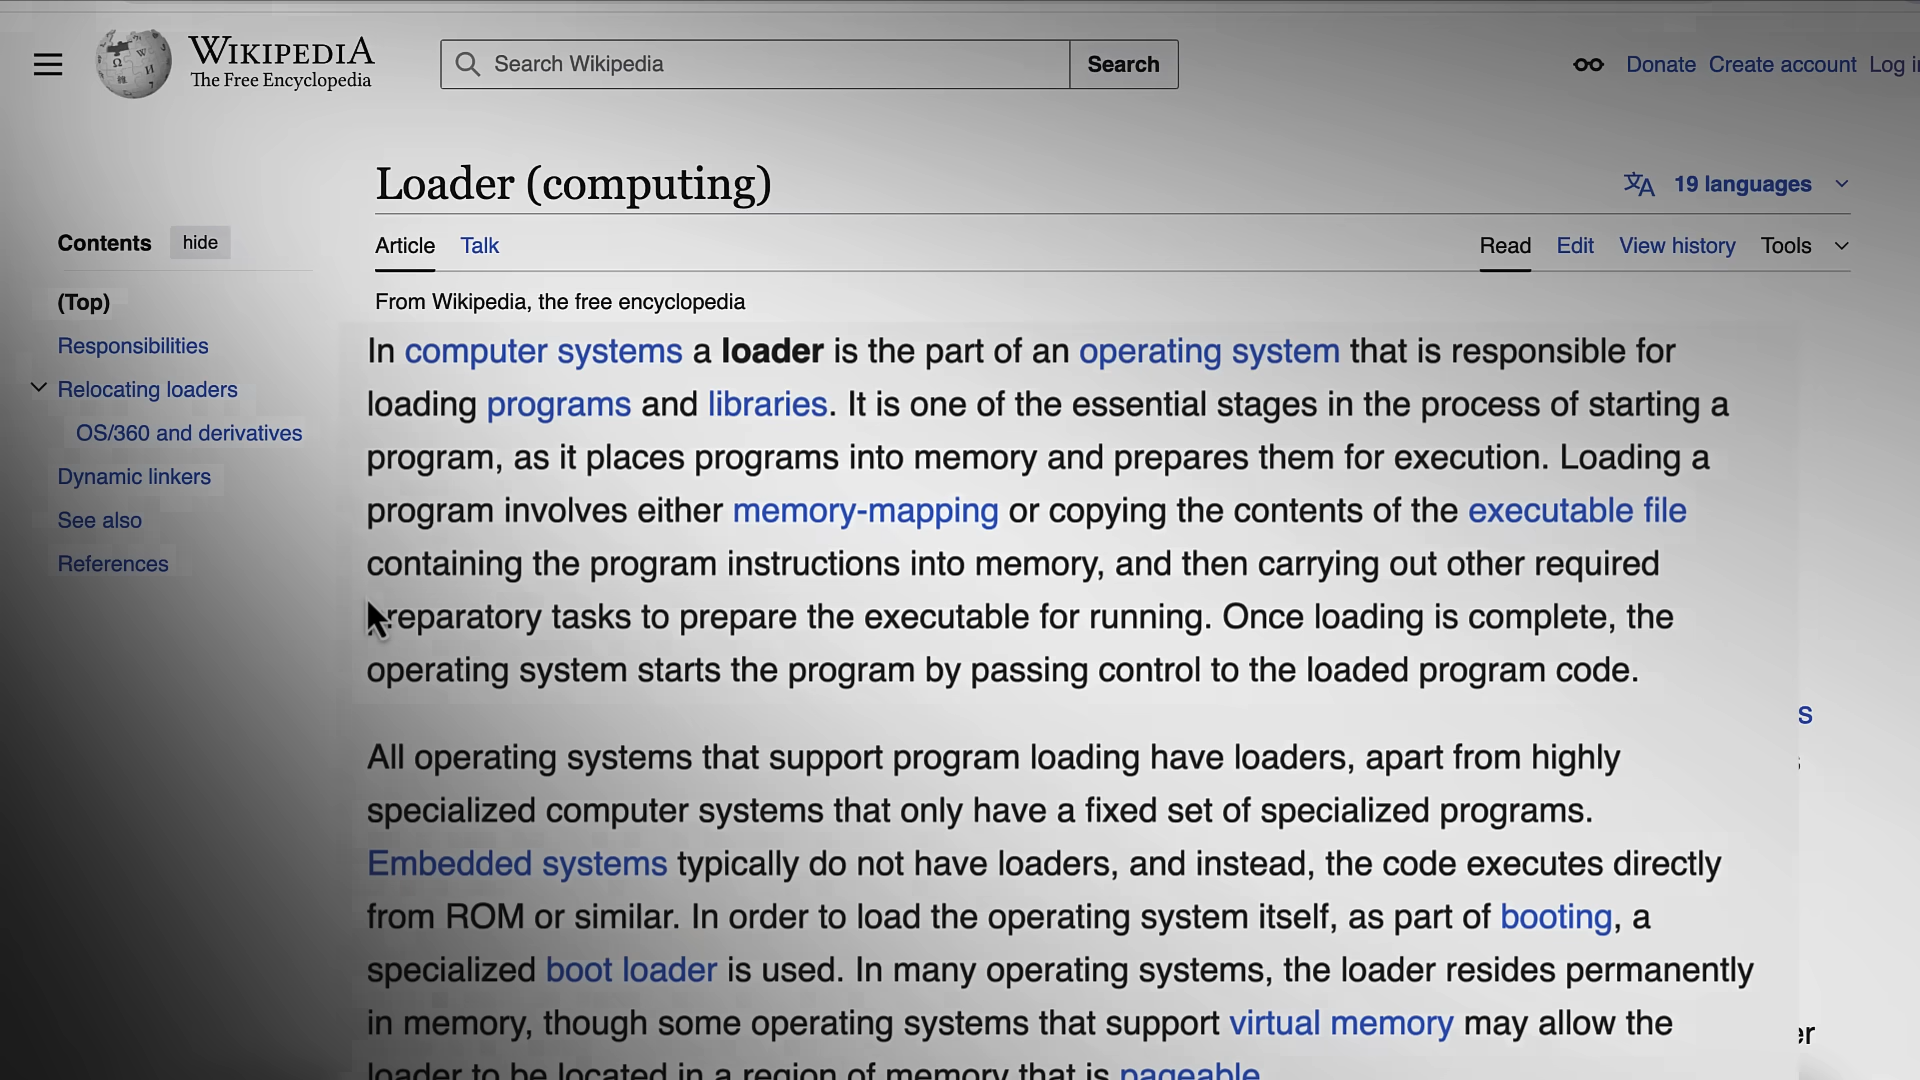 WIKIPEDIA
The Free Encyclopedia
Search Wikipedia
Search
Donate Create account
Loader (computing)
19 languages
Contents hide
Article Talk
Read Edit View history Tools
(Top)
Responsibilities
Relocating loaders
OS/360 and derivatives
Dynamic linkers
See also
References
From Wikipedia, the free encyclopedia
In computer systems a loader is the part of an operating system that is responsible for
loading programs and libraries. It is one of the essential stages in the process of starting a
program, as it places programs into memory and prepares them for execution. Loading a
program involves either memory-mapping or copying the contents of the executable file
containing the program instructions into memory, and then carrying out other required
preparatory tasks to prepare the executable for running. Once loading is complete, the
operating system starts the program by passing control to the loaded program code.
All operating systems that support program loading have loaders, apart from highly
specialized computer systems that only have a fixed set of specialized programs.
Embedded systems typically do not have loaders, and instead, the code executes directly
from ROM or similar. In order to load the operating system itself, as part of booting, a
specialized boot loader is used. In many operating systems, the loader resides permanently
in memory, though some operating systems that support virtual memory may allow the
loader to be located in a region of memory that is pageable